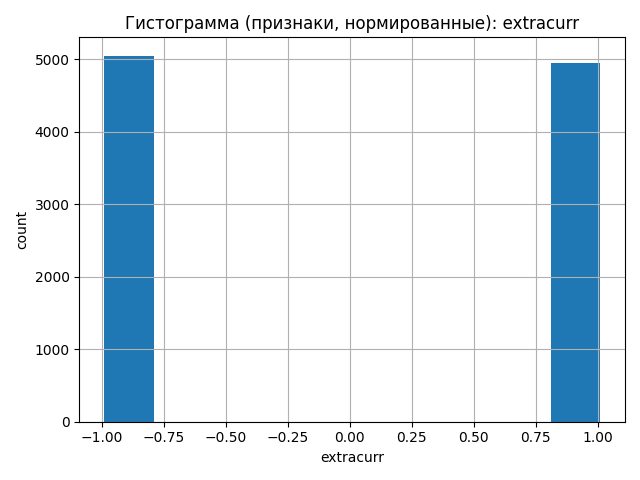 Гистограмма (признаки, нормированные): extracurr
count
5000
4000
3000
2000
1000
0
−1.00 −0.75 −0.50 −0.25 0.00 0.25 0.50 0.75 1.00
extracurr